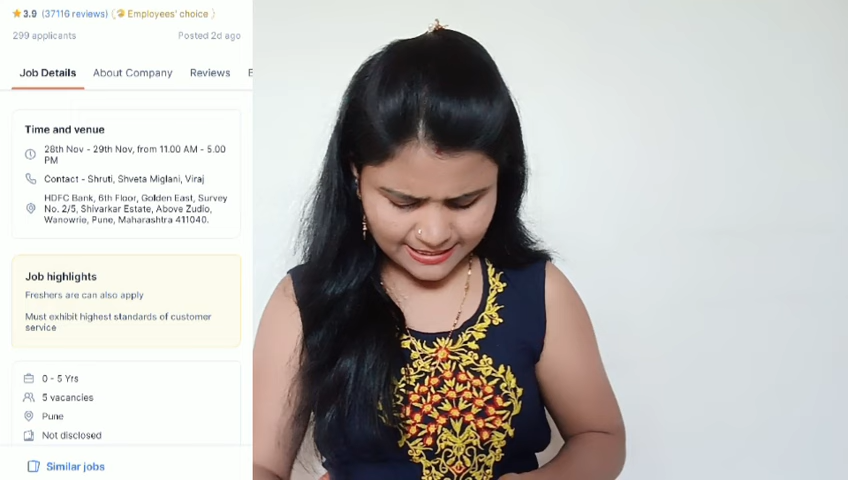 3.9 (37116 reviews) Employees' choice
299 applicants Posted 2d ago
Job Details About Company Reviews
Time and venue
28th Nov - 29th Nov, from 11.00 AM - 5.00
PM
Contact - Shruti, Shveta Miglani, Viraj
HDFC Bank, 6th Floor, Golden East, Survey
No. 2/5, Shivarkar Estate, Above Zudio,
Wanowrie, Pune, Maharashtra 411040.
Job highlights
Freshers are can also apply
Must exhibit highest standards of customer
service
0 - 5 Yrs
5 vacancies
Pune
Not disclosed
Similar jobs